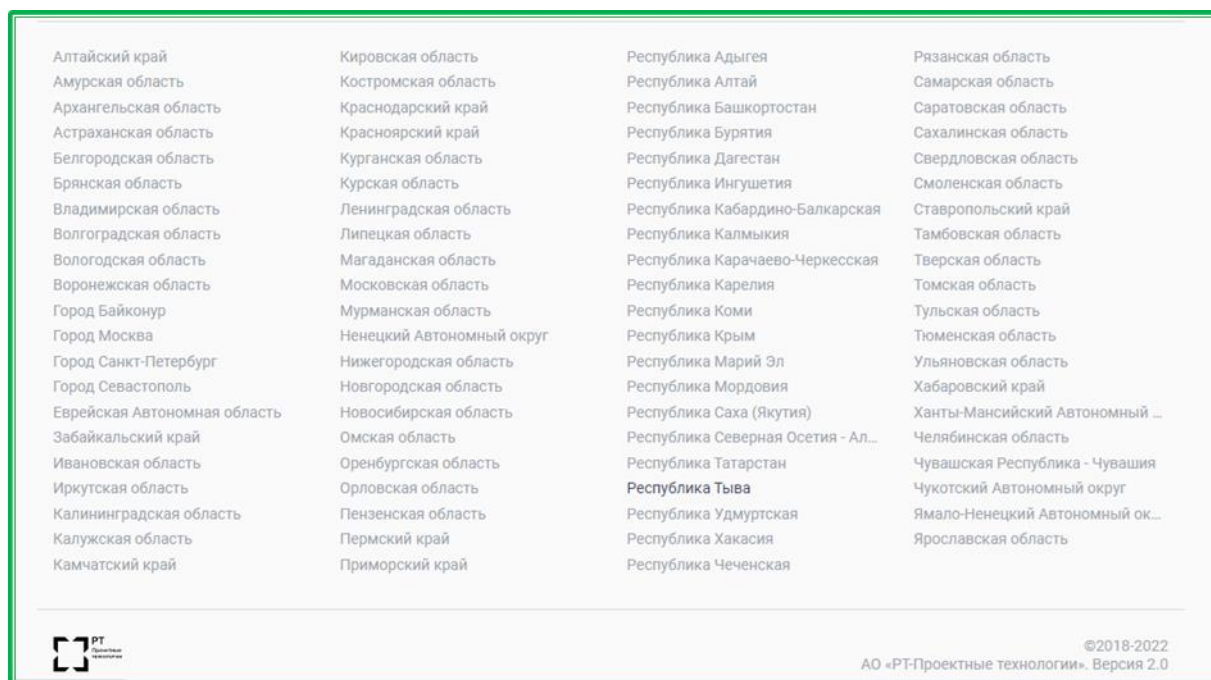 Алтайский край
Амурская область
Архангельская область
Астраханская область
Белгородская область
Брянская область
Владимирская область
Волгоградская область
Вологодская область
Воронежская область
Город Байконур
Город Москва
Город Санкт-Петербург
Город Севастополь
Еврейская Автономная область
Забайкальский край
Ивановская область
Иркутская область
Калининградская область
Калужская область
Камчатский край
Кировская область
Костромская область
Краснодарский край
Красноярский край
Курганская область
Курская область
Ленинградская область
Липецкая область
Магаданская область
Московская область
Мурманская область
Ненецкий Автономный округ
Нижегородская область
Новгородская область
Новосибирская область
Омская область
Оренбургская область
Орловская область
Пензенская область
Пермский край
Приморский край
Республика Адыгея
Республика Алтай
Республика Башкортостан
Республика Бурятия
Республика Дагестан
Республика Ингушетия
Республика Кабардино-Балкарская
Республика Калмыкия
Республика Карачаево-Черкесская
Республика Карелия
Республика Коми
Республика Крым
Республика Марий Эл
Республика Мордовия
Республика Саха (Якутия)
Республика Северная Осетия - Ал...
Республика Татарстан
Республика Тыва
Республика Удмуртская
Республика Хакасия
Республика Чеченская
Рязанская область
Самарская область
Саратовская область
Сахалинская область
Свердловская область
Смоленская область
Ставропольский край
Тамбовская область
Тверская область
Томская область
Тульская область
Тюменская область
Ульяновская область
Хабаровский край
Ханты-Мансийский Автономный ...
Челябинская область
Чувашская Республика - Чувашия
Чукотский Автономный округ
Ямало-Ненецкий Автономный ок...
Ярославская область
РТ
Проектные
технологии
©2018-2022
АО «РТ-Проектные технологии». Версия 2.0